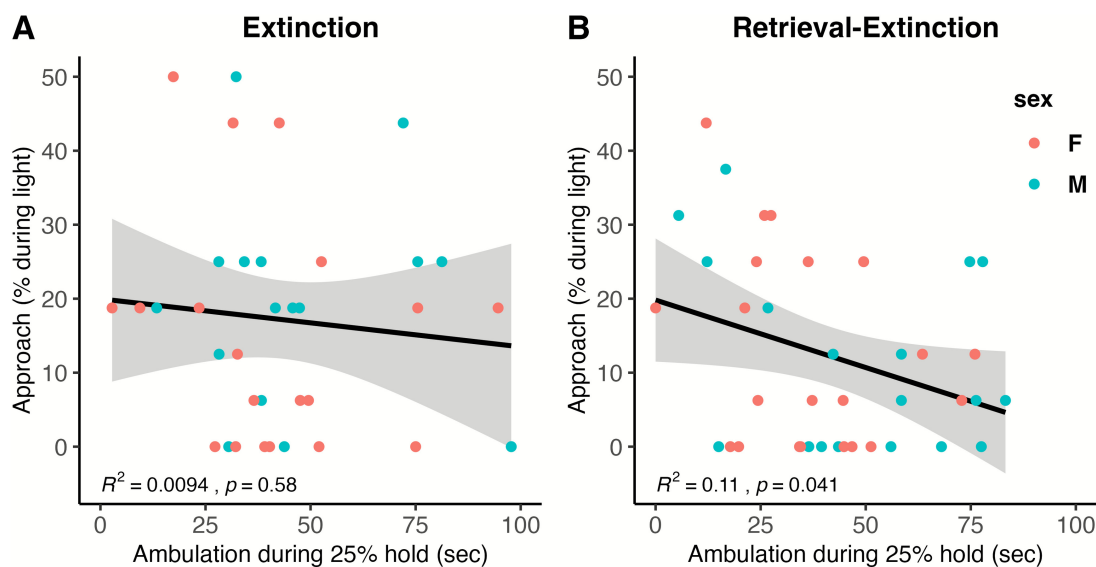 A Extinction
Approach (% during light)
50
40
30
20
10
0
R² = 0.0094 , p = 0.58
0 25 50 75 100
Ambulation during 25% hold (sec)
B Retrieval-Extinction
Approach (% during light)
50
40
30
20
10
0
R² = 0.11 , p = 0.041
0 25 50 75 100
Ambulation during 25% hold (sec)
sex
F
M